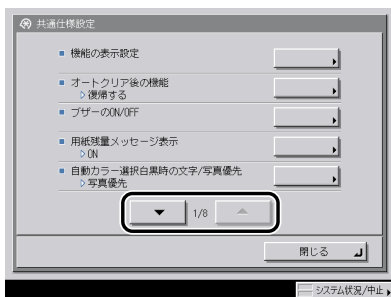 共通仕様設定
機能の表示設定
オートクリア後の機能
復帰する
ブザーのON/OFF
用紙残量メッセージ表示
ON
自動カラー選択白黒時の文字/写真優先
写真優先
1/8
閉じる
システム状況/中止